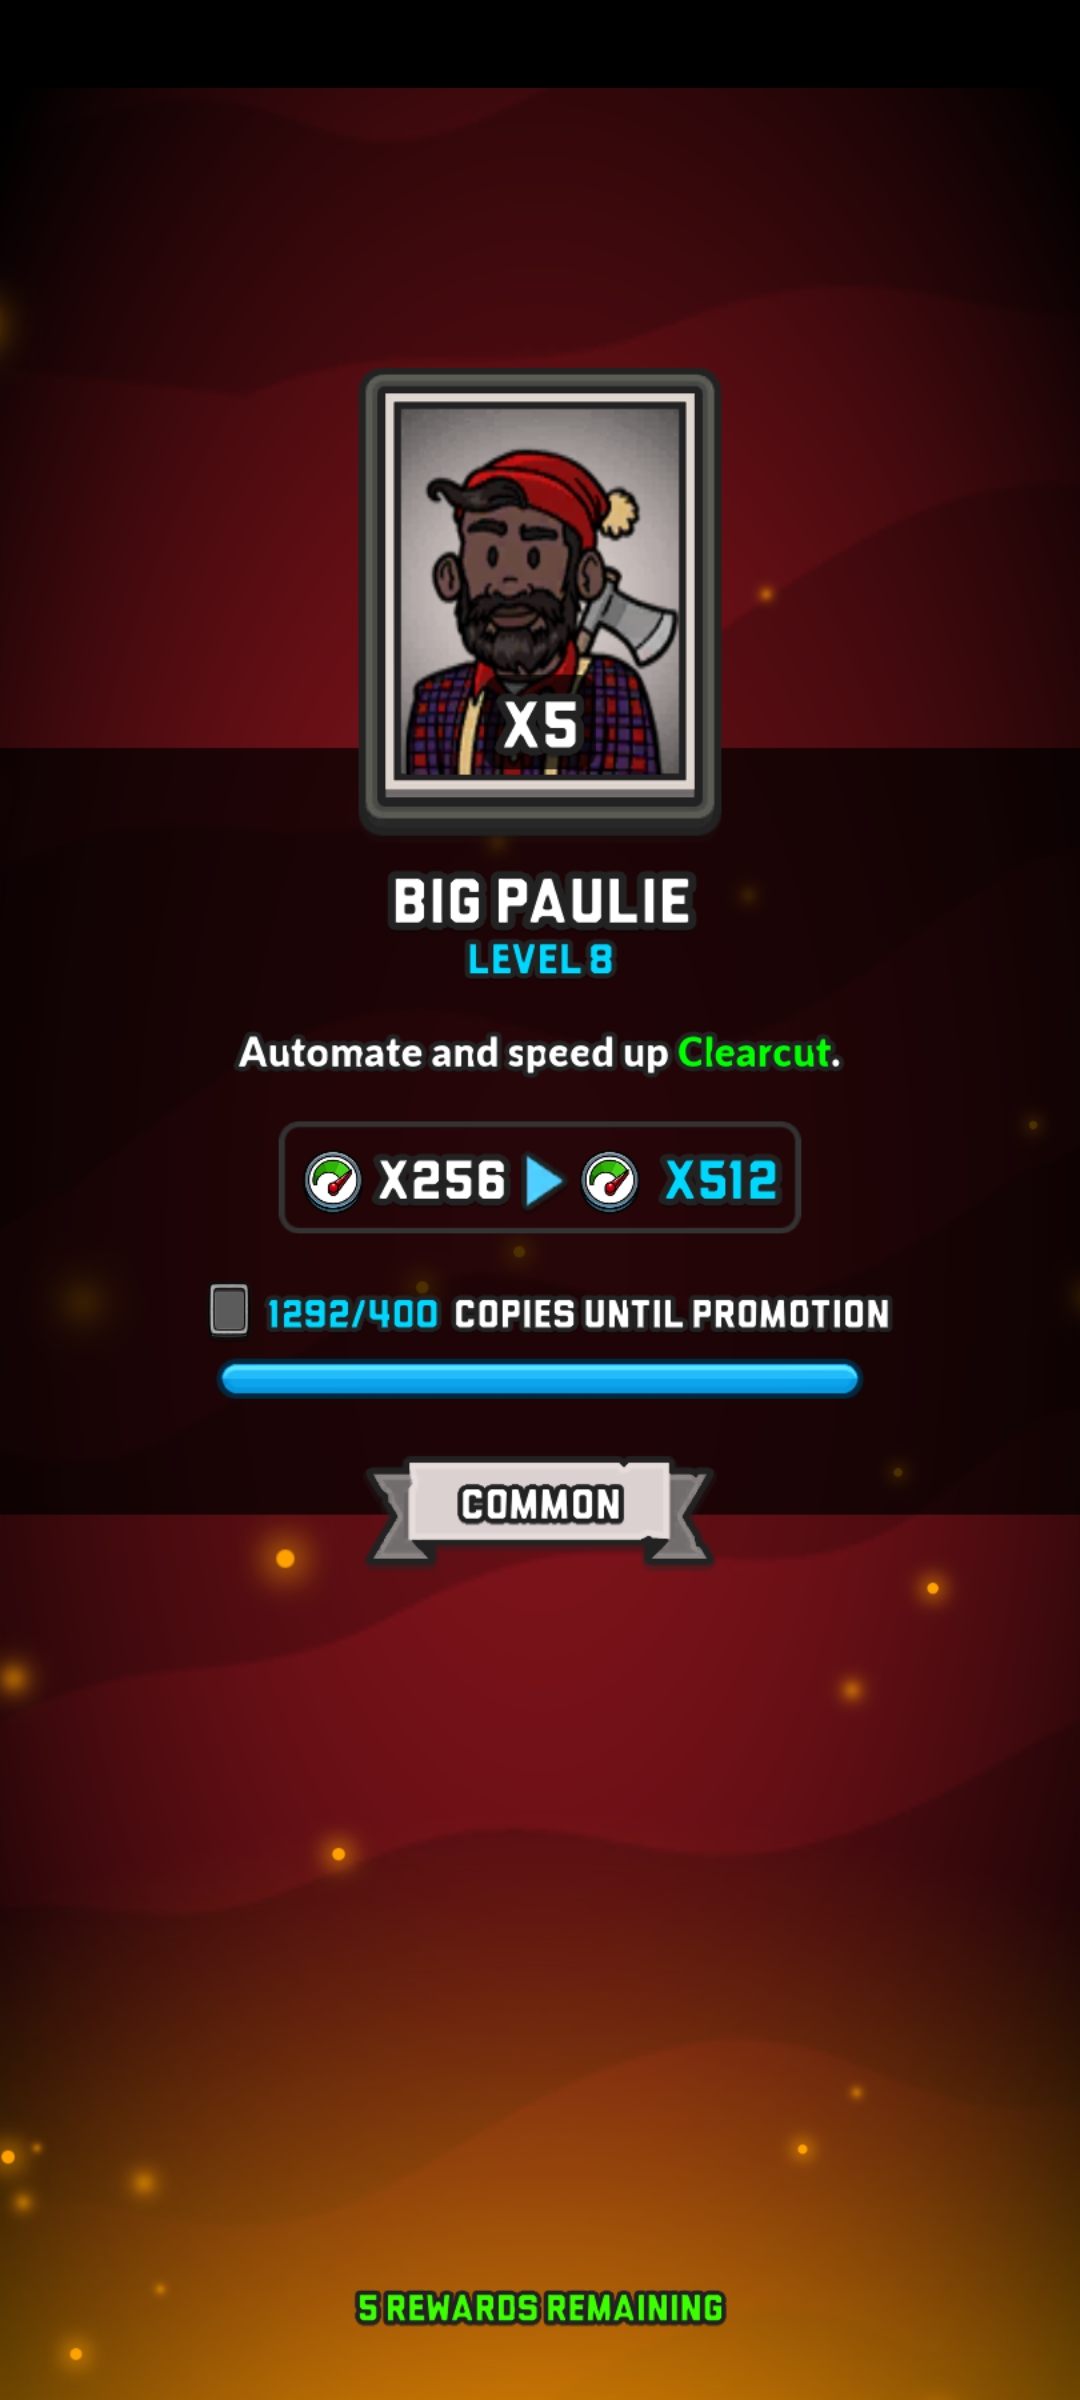 X5
BIG PAULIE
LEVEL 8
Automate and speed up Clearcut.
X256 X512
1292/400 COPIES UNTIL PROMOTION
COMMON
5 REWARDS REMAINING